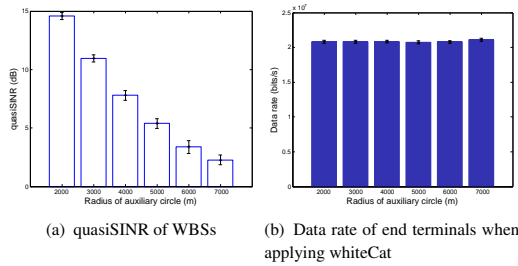 15
10
5
0
quasiSINR (dB)
2000 3000 4000 5000 6000 7000
Radius of auxiliary circle (m)
(a) quasiSINR of WBSs
x 10⁷
2.5
2
1.5
1
0.5
0
Data rate (bits/s)
2000 3000 4000 5000 6000 7000
Radius of auxiliary circle (m)
(b) Data rate of end terminals when
applying whiteCat